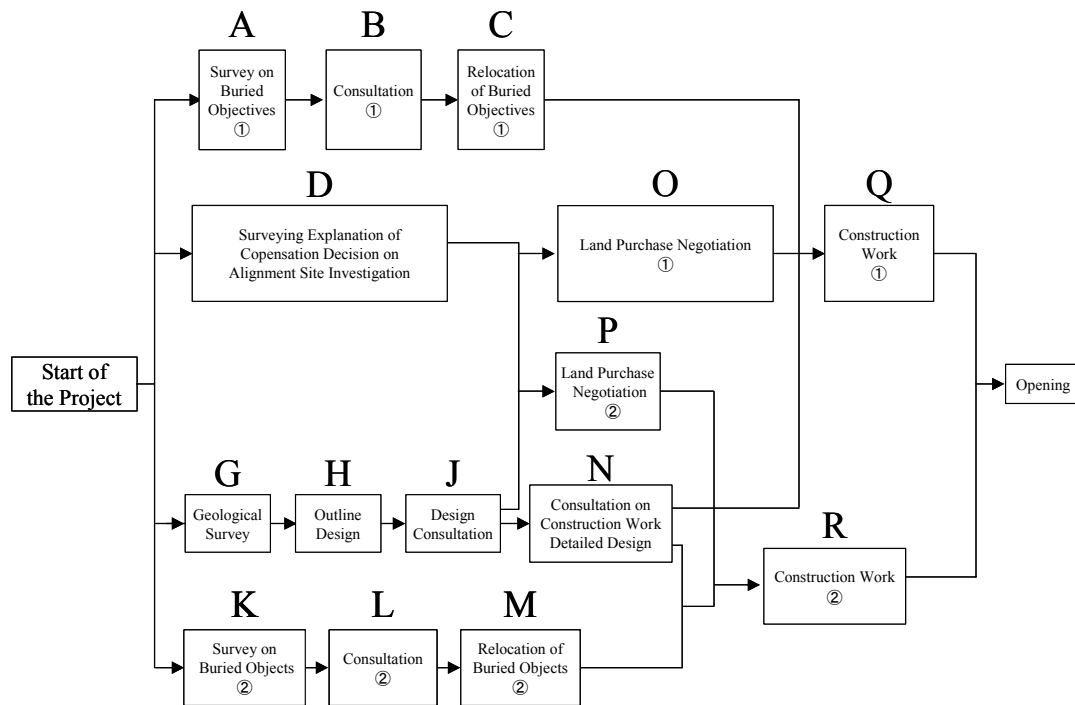 A
B
C
Survey on
Buried
Objectives
①
Consultation
①
Relocation
of Buried
Objectives
①
D
O
Q
Surveying Explanation of
Copensation Decision on
Alignment Site Investigation
Land Purchase Negotiation
①
Construction
Work
①
P
Start of
the Project
Land Purchase
Negotiation
②
Opening
G
H
J
N
Geological
Survey
Outline
Design
Design
Consultation
Consultation on
Construction Work
Detailed Design
R
Construction Work
②
K
L
M
Survey on
Buried Objects
②
Consultation
②
Relocation of
Buried Objects
②